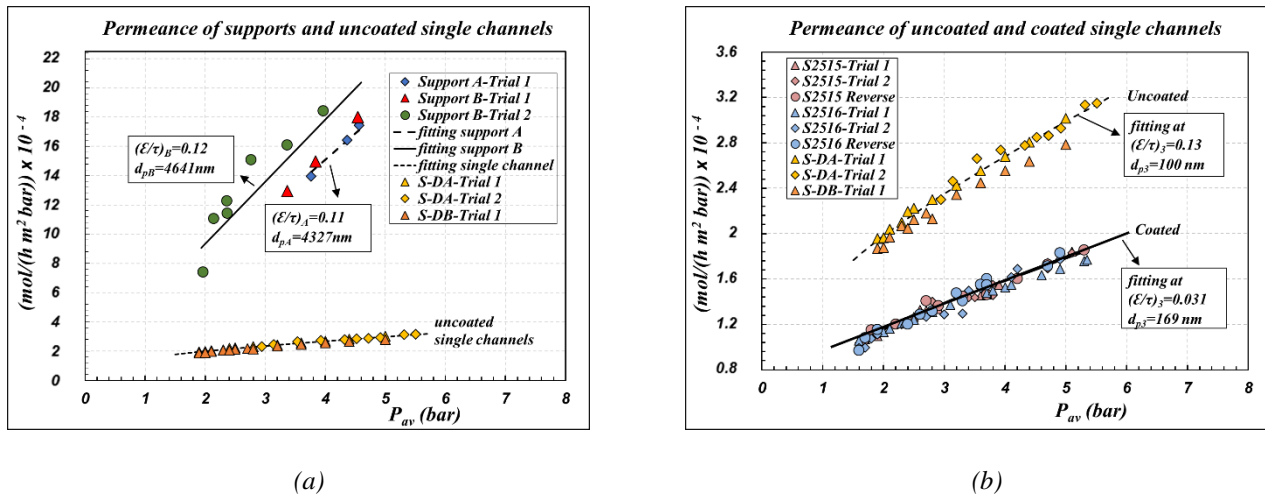 Permeance of supports and uncoated single channels
(mol/(h m² bar)) x 10⁻⁴
22
20
18
16
14
12
10
8
6
4
2
0
Support A-Trial 1
Support B-Trial 1
Support B-Trial 2
fitting support A
fitting support B
fitting single channel
S-DA-Trial 1
S-DA-Trial 2
S-DB-Trial 1
(Ɛ/τ)B=0.12
dpB=4641nm
(Ɛ/τ)A=0.11
dpA=4327nm
uncoated
single channels
0 1 2 3 4 5 6 7 8
Pav (bar)
(a)
Permeance of uncoated and coated single channels
(mol/(h m² bar)) x 10⁻⁴
3.6
3.2
2.8
2.4
2
1.6
1.2
0.8
S2515-Trial 1
S2515-Trial 2
S2515 Reverse
S2516-Trial 1
S2516-Trial 2
S2516 Reverse
S-DA-Trial 1
S-DA-Trial 2
S-DB-Trial 1
Uncoated
fitting at
(Ɛ/τ)3=0.13
dp3=100 nm
Coated
fitting at
(Ɛ/τ)3=0.031
dp3=169 nm
0 1 2 3 4 5 6 7 8
Pav (bar)
(b)